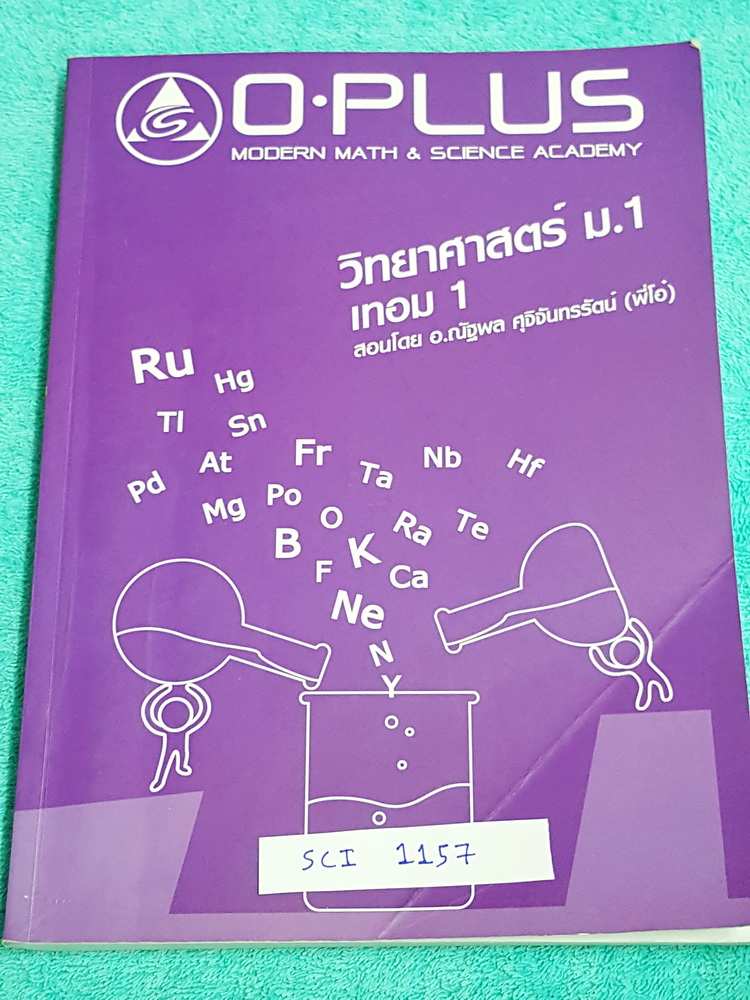 O·PLUS
MODERN MATH & SCIENCE ACADEMY
วิทยาศาสตร์ ม.1
เทอม 1
สอนโดย อ.ณัฐพล ศุจิจันทรรัตน์ (พี่โอ๋)
Ru
Hg
Tl
Sn
Pd
At
Fr
Ta
Nb
Hf
Mg
Po
O
Ra
Te
B
F
K
Ca
Ne
N
Y
SCI 1157